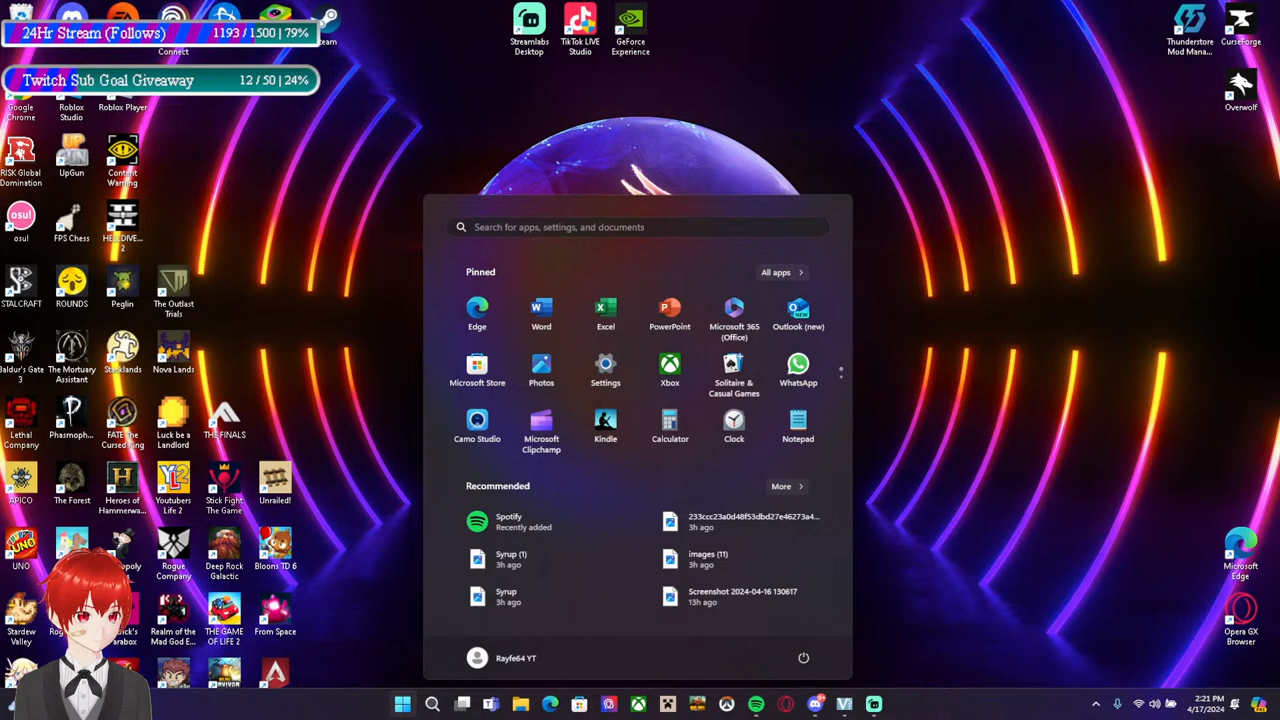 24Hr Stream (Follows) 1193 / 1500 | 79%
Connect
Streamlabs
Desktop
TikTok LIVE
Studio
GeForce
Experience
Thunderstore
Mod Mana...
CurseForge
Twitch Sub Goal Giveaway 12 / 50 | 24%
Google
Chrome
Roblox
Studio
Roblox Player
Overwolf
RISK Global
Domination
UpGun
Content
Warning
osu!
osu!
FPS Chess
HELLDIVE...
2
STALCRAFT
ROUNDS
Peglin
The Outlast
Trials
Baldur's Gate
3
The Mortuary
Assistant
Stacklands
Nova Lands
Lethal
Company
Phasmoph...
FATE The
Cursed King
Luck be a
Landlord
THE FINALS
APICO
The Forest
Heroes of
Hammerwa...
Youtubers
Life 2
Stick Fight
The Game
Unrailed!
UNO
Rogue
Company
Deep Rock
Galactic
Bloons TD 6
Stardew
Valley
Realm of the
Mad God E...
THE GAME
OF LIFE 2
From Space
Search for apps, settings, and documents
Pinned
All apps
Edge
Word
Excel
PowerPoint
Microsoft 365
(Office)
Outlook (new)
Microsoft Store
Photos
Settings
Xbox
Solitaire &
Casual Games
WhatsApp
Camo Studio
Microsoft
Clipchamp
Kindle
Calculator
Clock
Notepad
Recommended
More
Spotify
Recently added
233ccc23a0d48f53dbd27e46273a4...
3h ago
Syrup (1)
3h ago
images (11)
3h ago
Syrup
3h ago
Screenshot 2024-04-16 130617
13h ago
Rayfe64 YT
Microsoft
Edge
Opera GX
Browser
2:21 PM
4/17/2024